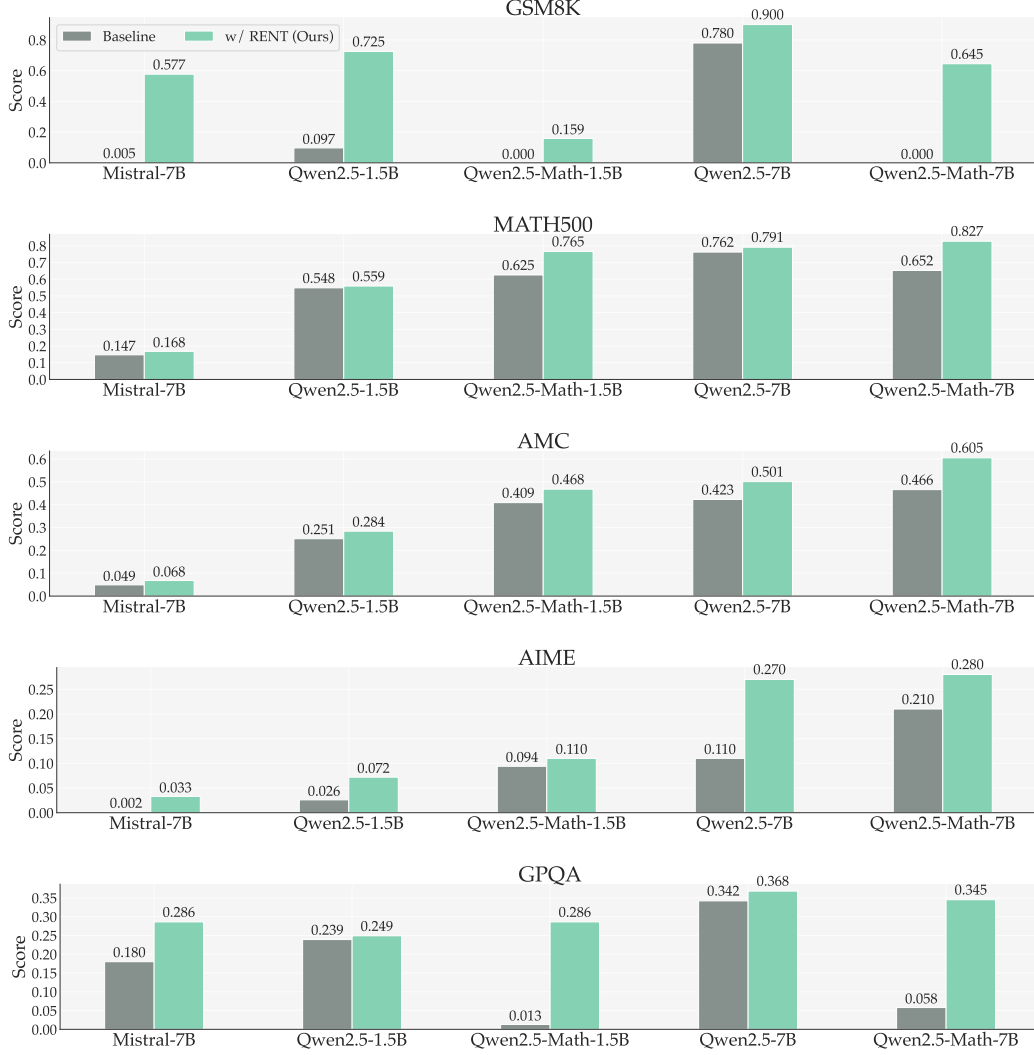 GSM8K
Baseline w/ RENT (Ours)
Score
0.8
0.6
0.4
0.2
0.0
0.005 0.577 0.097 0.725 0.000 0.159 0.780 0.900 0.000 0.645
Mistral-7B Qwen2.5-1.5B Qwen2.5-Math-1.5B Qwen2.5-7B Qwen2.5-Math-7B
MATH500
Score
0.8
0.7
0.6
0.5
0.4
0.3
0.2
0.1
0.0
0.147 0.168 0.548 0.559 0.625 0.765 0.762 0.791 0.652 0.827
Mistral-7B Qwen2.5-1.5B Qwen2.5-Math-1.5B Qwen2.5-7B Qwen2.5-Math-7B
AMC
Score
0.6
0.5
0.4
0.3
0.2
0.1
0.0
0.049 0.068 0.251 0.284 0.409 0.468 0.423 0.501 0.466 0.605
Mistral-7B Qwen2.5-1.5B Qwen2.5-Math-1.5B Qwen2.5-7B Qwen2.5-Math-7B
AIME
Score
0.25
0.20
0.15
0.10
0.05
0.00
0.002 0.033 0.026 0.072 0.094 0.110 0.110 0.270 0.210 0.280
Mistral-7B Qwen2.5-1.5B Qwen2.5-Math-1.5B Qwen2.5-7B Qwen2.5-Math-7B
GPQA
Score
0.35
0.30
0.25
0.20
0.15
0.10
0.05
0.00
0.180 0.286 0.239 0.249 0.013 0.286 0.342 0.368 0.058 0.345
Mistral-7B Qwen2.5-1.5B Qwen2.5-Math-1.5B Qwen2.5-7B Qwen2.5-Math-7B